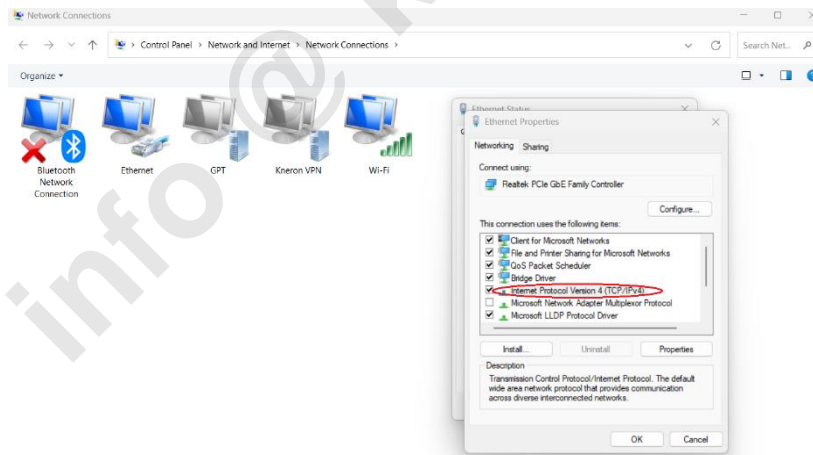 Network Connections
Control Panel > Network and Internet > Network Connections >
Search Net...
Organize
Bluetooth
Network
Connection
Ethernet
GPT
Kneron VPN
Wi-Fi
Ethernet Status
Ethernet Properties
Networking Sharing
Connect using:
Realtek PCIe GbE Family Controller
Configure...
This connection uses the following items:
Client for Microsoft Networks
File and Printer Sharing for Microsoft Networks
QoS Packet Scheduler
Bridge Driver
Internet Protocol Version 4 (TCP/IPv4)
Microsoft Network Adapter Multiplexor Protocol
Microsoft LLDP Protocol Driver
Install... Uninstall Properties
Description
Transmission Control Protocol/Internet Protocol. The default
wide area network protocol that provides communication
across diverse interconnected networks.
OK Cancel
info @